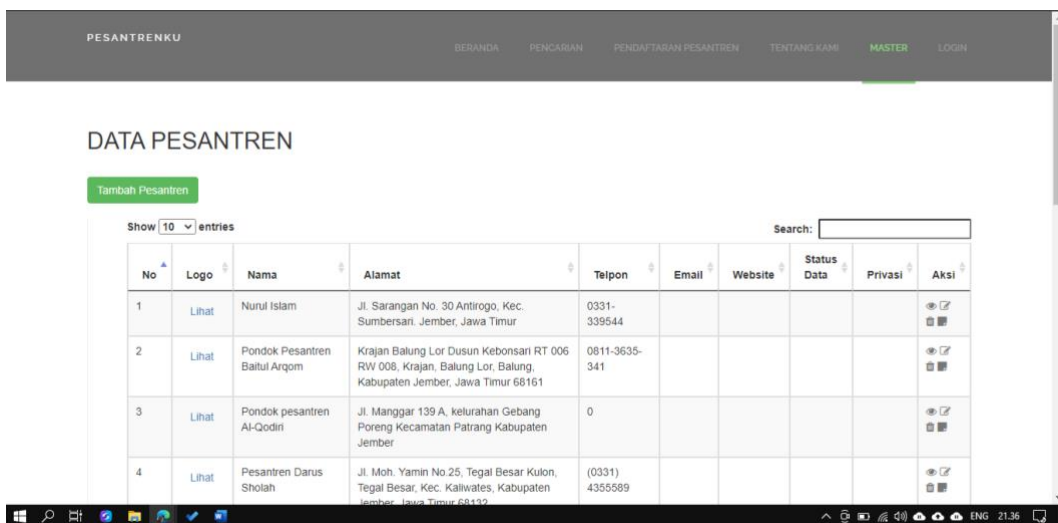 PESANTRENKU
BERANDA PENCARIAN PENDAFTARAN PESANTREN TENTANG KAMI MASTER LOGIN
DATA PESANTREN
Tambah Pesantren
Show 10 entries Search:
No Logo Nama Alamat Telpon Email Website Status Data Privasi Aksi
1 Lihat Nurul Islam Jl. Sarangan No. 30 Antirogo, Kec. 0331-
Sumbersari. Jember, Jawa Timur 339544
2 Lihat Pondok Pesantren Krajan Balung Lor Dusun Kebonsari RT 006 0811-3635-
Baitul Arqom RW 008, Krajan, Balung Lor, Balung, 341
Kabupaten Jember, Jawa Timur 68161
3 Lihat Pondok pesantren Jl. Manggar 139 A, kelurahan Gebang 0
Al-Qodiri Poreng Kecamatan Patrang Kabupaten
Jember
4 Lihat Pesantren Darus Jl. Moh. Yamin No.25, Tegal Besar Kulon, (0331)
Sholah Tegal Besar, Kec. Kaliwates, Kabupaten 4355589
Jember, Jawa Timur 68132
ENG 21.36